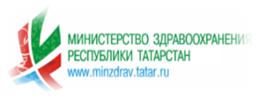 МИНИСТЕРСТВО ЗДРАВООХРАНЕНИЯ
РЕСПУБЛИКИ ТАТАРСТАН
www.minzdrav.tatar.ru